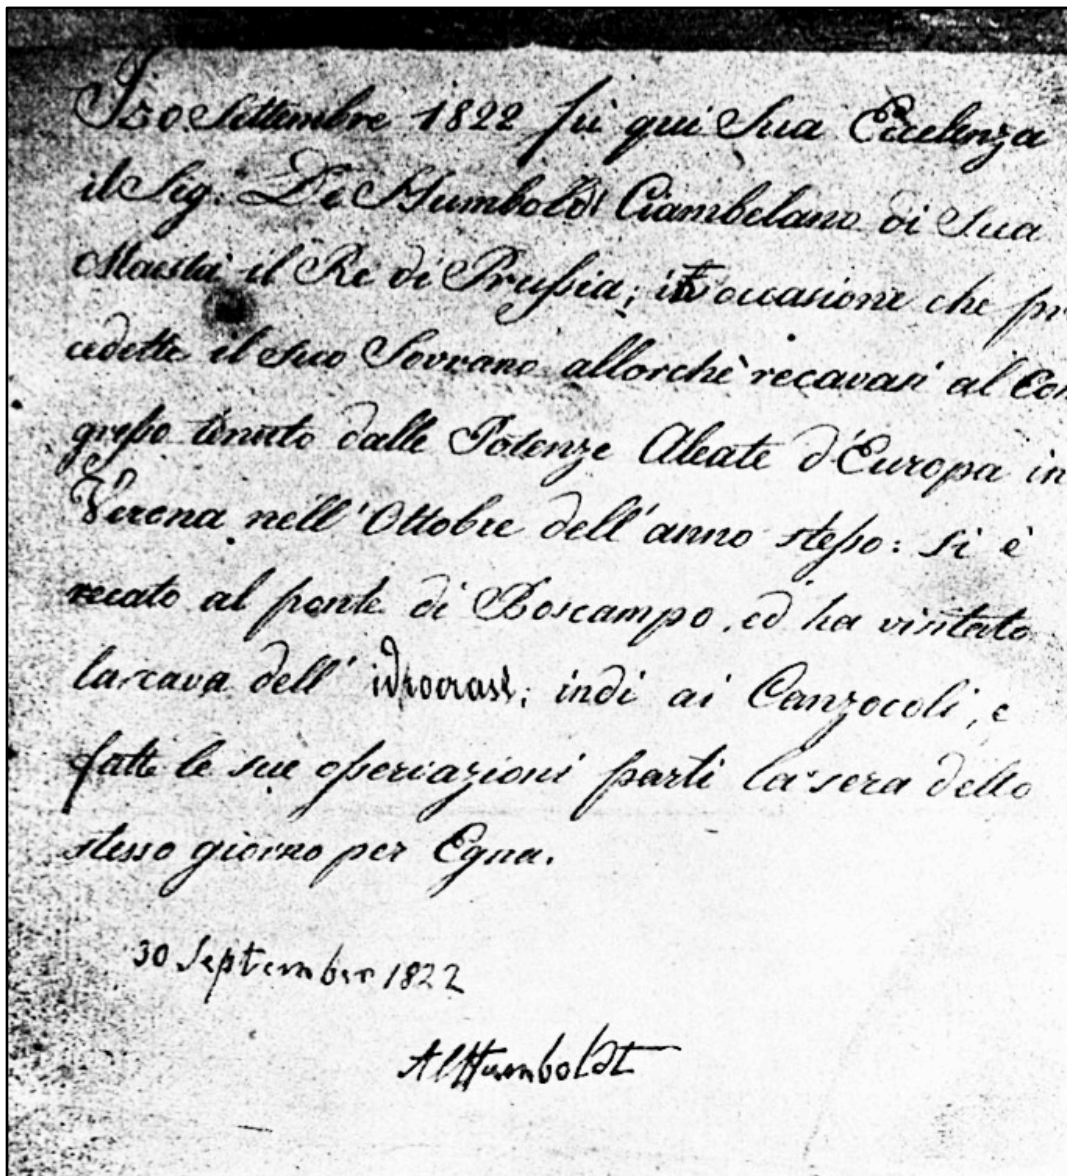 Il 30 Settembre 1822 fù qui Sua Eccelenza
il Sig: De Humboldt Ciambelano di Sua
Maestà il Re di Prussia; in occasione che pre
cedette il suo Sovrano allorchè recavasi al Con
gresso tenuto dalle Potenze Aleate d'Europa in
Verona nell'Ottobre dell'anno stesso: si è
recato al ponte di Boscampo, ed ha visitato
la cava dell' idrocrass; indi ai Canzocoli, e
fatte le sue osservazioni partì la sera dello
stesso giorno per Egna.
30 September 1822
AlHumboldt